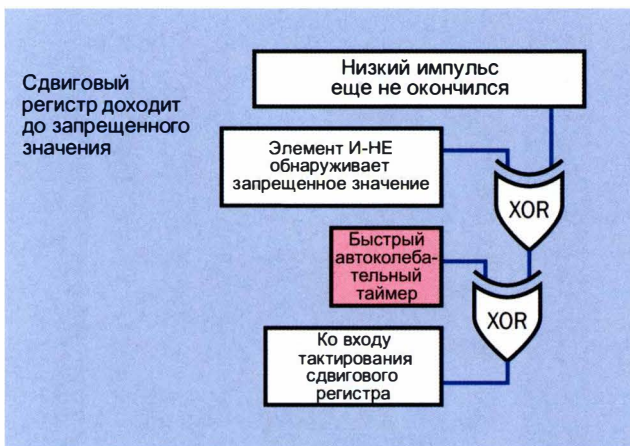 Сдвиговый
регистр доходит
до запрещенного
значения
Низкий импульс
еще не окончился
Элемент И-НЕ
обнаруживает
запрещенное значение
XOR
Быстрый
автоколеба-
тельный
таймер
XOR
Ко входу
тактирования
сдвигового
регистра